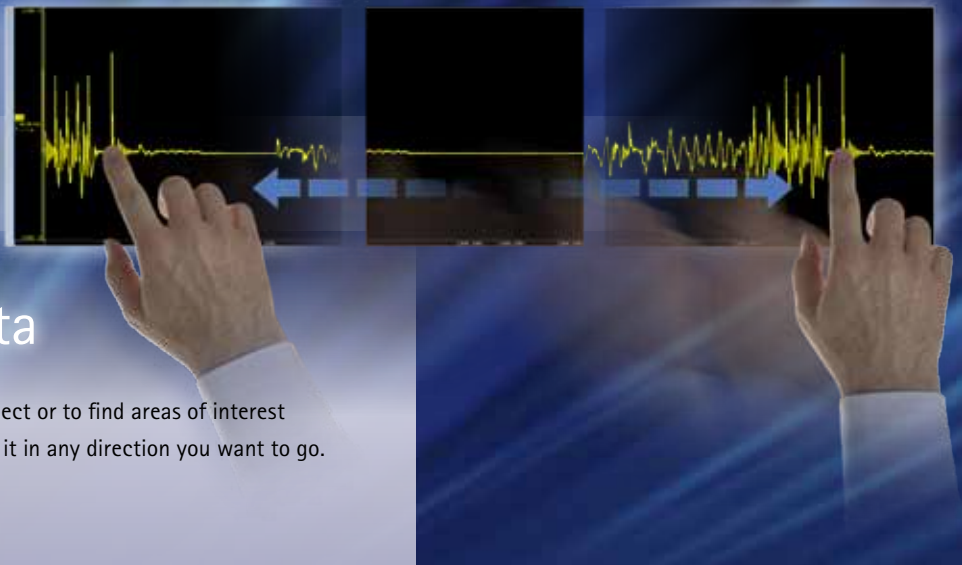 ta
ect or to find areas of interest
it in any direction you want to go.